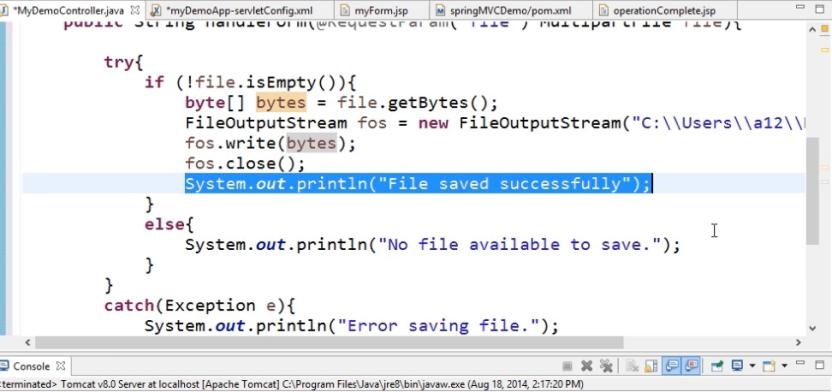 *MyDemoController.java *myDemoApp-servletConfig.xml myForm.jsp springMVCDemo/pom.xml operationComplete.jsp
public String handleForm(@RequestParam("file") MultipartFile file){
try{
if (!file.isEmpty()){
byte[] bytes = file.getBytes();
FileOutputStream fos = new FileOutputStream("C:\\Users\\a12\\
fos.write(bytes);
fos.close();
System.out.println("File saved successfully");
}
else{
System.out.println("No file available to save.");
}
}
catch(Exception e){
System.out.println("Error saving file.");
Console
<terminated> Tomcat v8.0 Server at localhost [Apache Tomcat] C:\Program Files\Java\jre8\bin\javaw.exe (Aug 18, 2014, 2:17:20 PM)